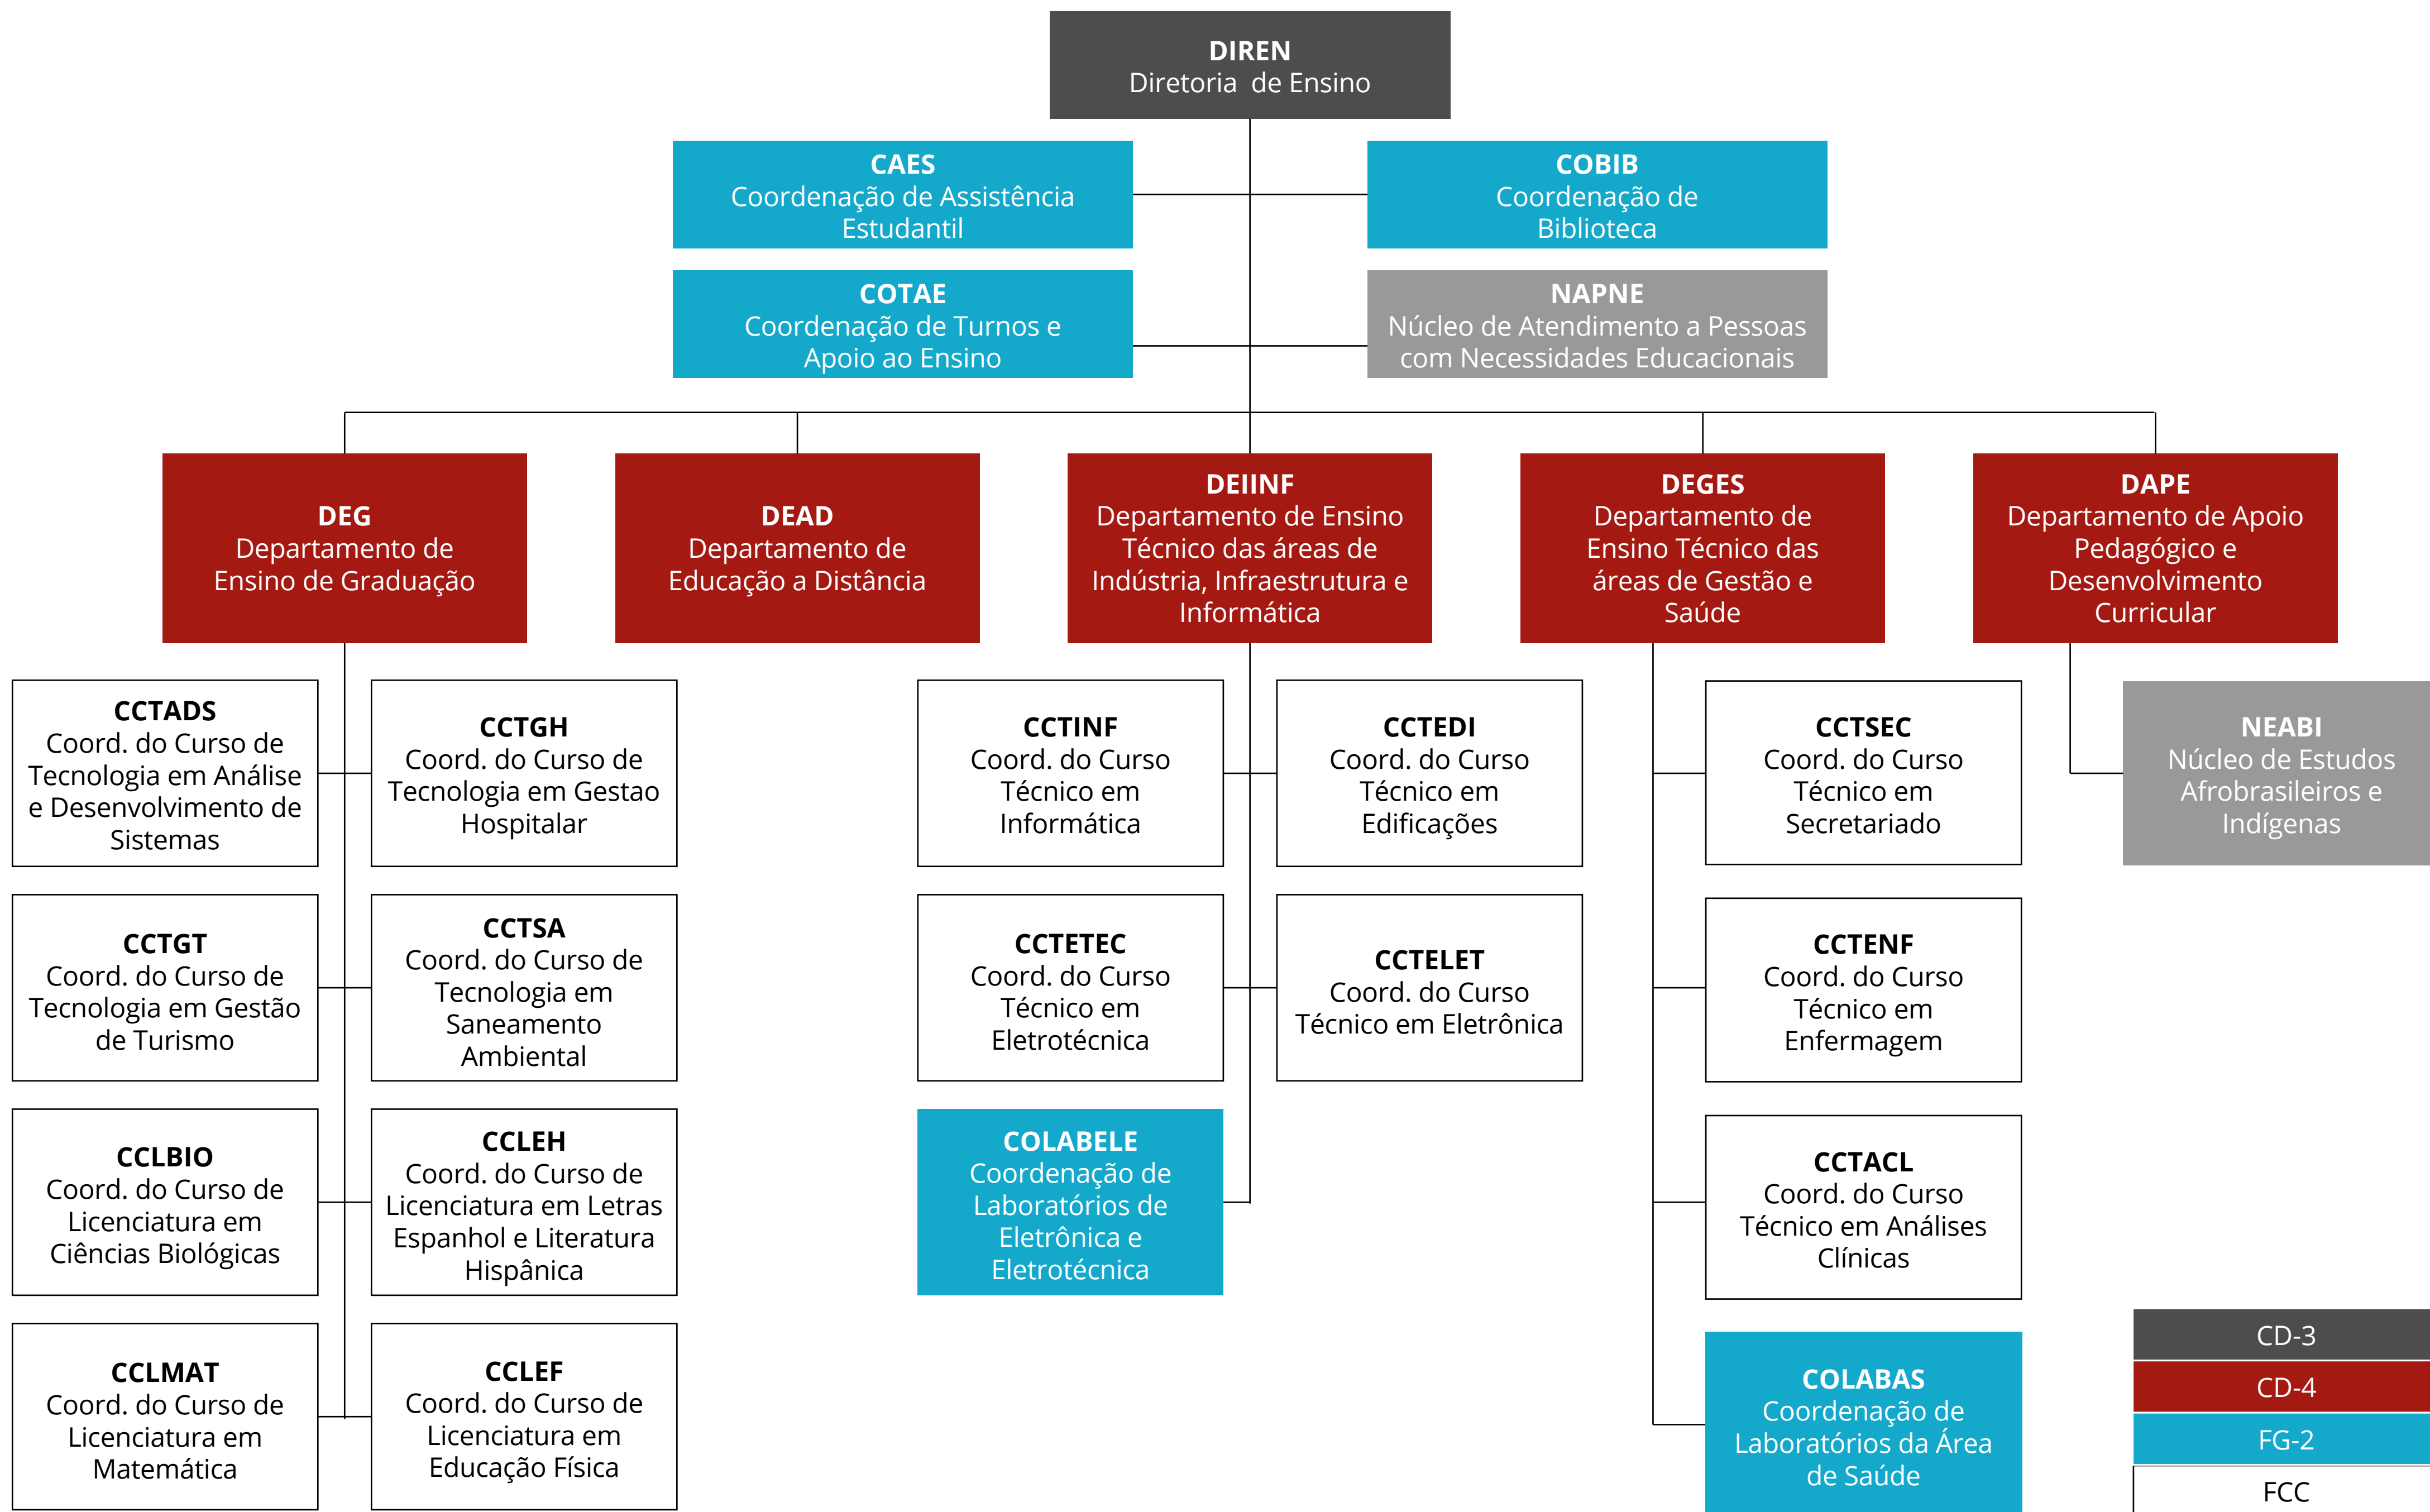 DIREN
Diretoria de Ensino
CAES
Coordenação de Assistência
Estudantil
COBIB
Coordenação de
Biblioteca
COTAE
Coordenação de Turnos e
Apoio ao Ensino
NAPNE
Núcleo de Atendimento a Pessoas
com Necessidades Educacionais
DEG
Departamento de
Ensino de Graduação
DEAD
Departamento de
Educação a Distância
DEIINF
Departamento de Ensino
Técnico das áreas de
Indústria, Infraestrutura e
Informática
DEGES
Departamento de
Ensino Técnico das
áreas de Gestão e
Saúde
DAPE
Departamento de Apoio
Pedagógico e
Desenvolvimento
Curricular
CCTADS
Coord. do Curso de
Tecnologia em Análise
e Desenvolvimento de
Sistemas
CCTGH
Coord. do Curso de
Tecnologia em Gestao
Hospitalar
CCTINF
Coord. do Curso
Técnico em
Informática
CCTEDI
Coord. do Curso
Técnico em
Edificações
CCTSEC
Coord. do Curso
Técnico em
Secretariado
NEABI
Núcleo de Estudos
Afrobrasileiros e
Indígenas
CCTGT
Coord. do Curso de
Tecnologia em Gestão
de Turismo
CCTSA
Coord. do Curso de
Tecnologia em
Saneamento
Ambiental
CCTETEC
Coord. do Curso
Técnico em
Eletrotécnica
CCTELET
Coord. do Curso
Técnico em Eletrônica
CCTENF
Coord. do Curso
Técnico em
Enfermagem
CCLBIO
Coord. do Curso de
Licenciatura em
Ciências Biológicas
CCLEH
Coord. do Curso de
Licenciatura em Letras
Espanhol e Literatura
Hispânica
COLABELE
Coordenação de
Laboratórios de
Eletrônica e
Eletrotécnica
CCTACL
Coord. do Curso
Técnico em Análises
Clínicas
CCLMAT
Coord. do Curso de
Licenciatura em
Matemática
CCLEF
Coord. do Curso de
Licenciatura em
Educação Física
COLABAS
Coordenação de
Laboratórios da Área
de Saúde
CD-3
CD-4
FG-2
FCC